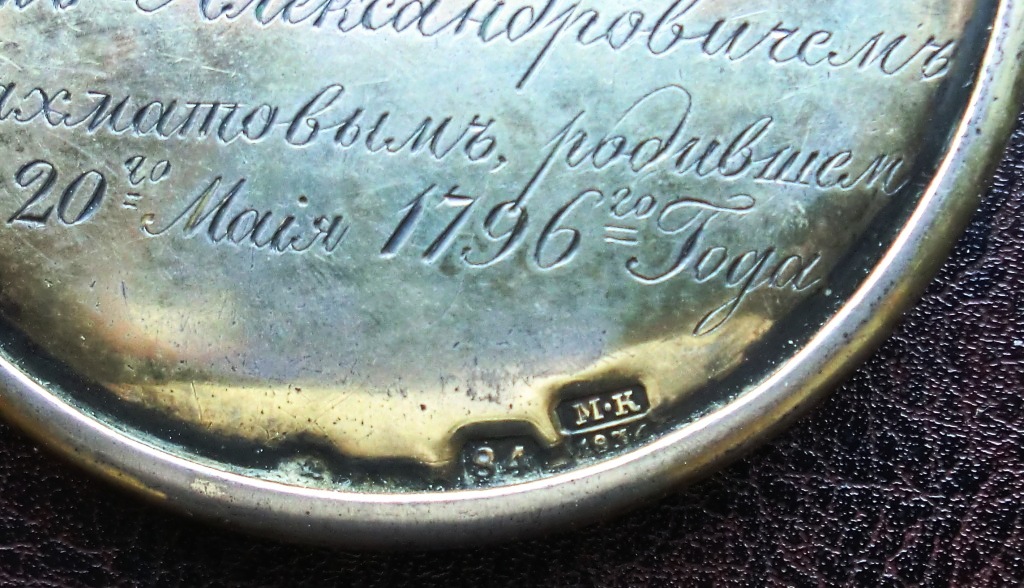 Александровичемъ
ахматовымъ, родившем
20го Маія 1796го Года
М·К
84